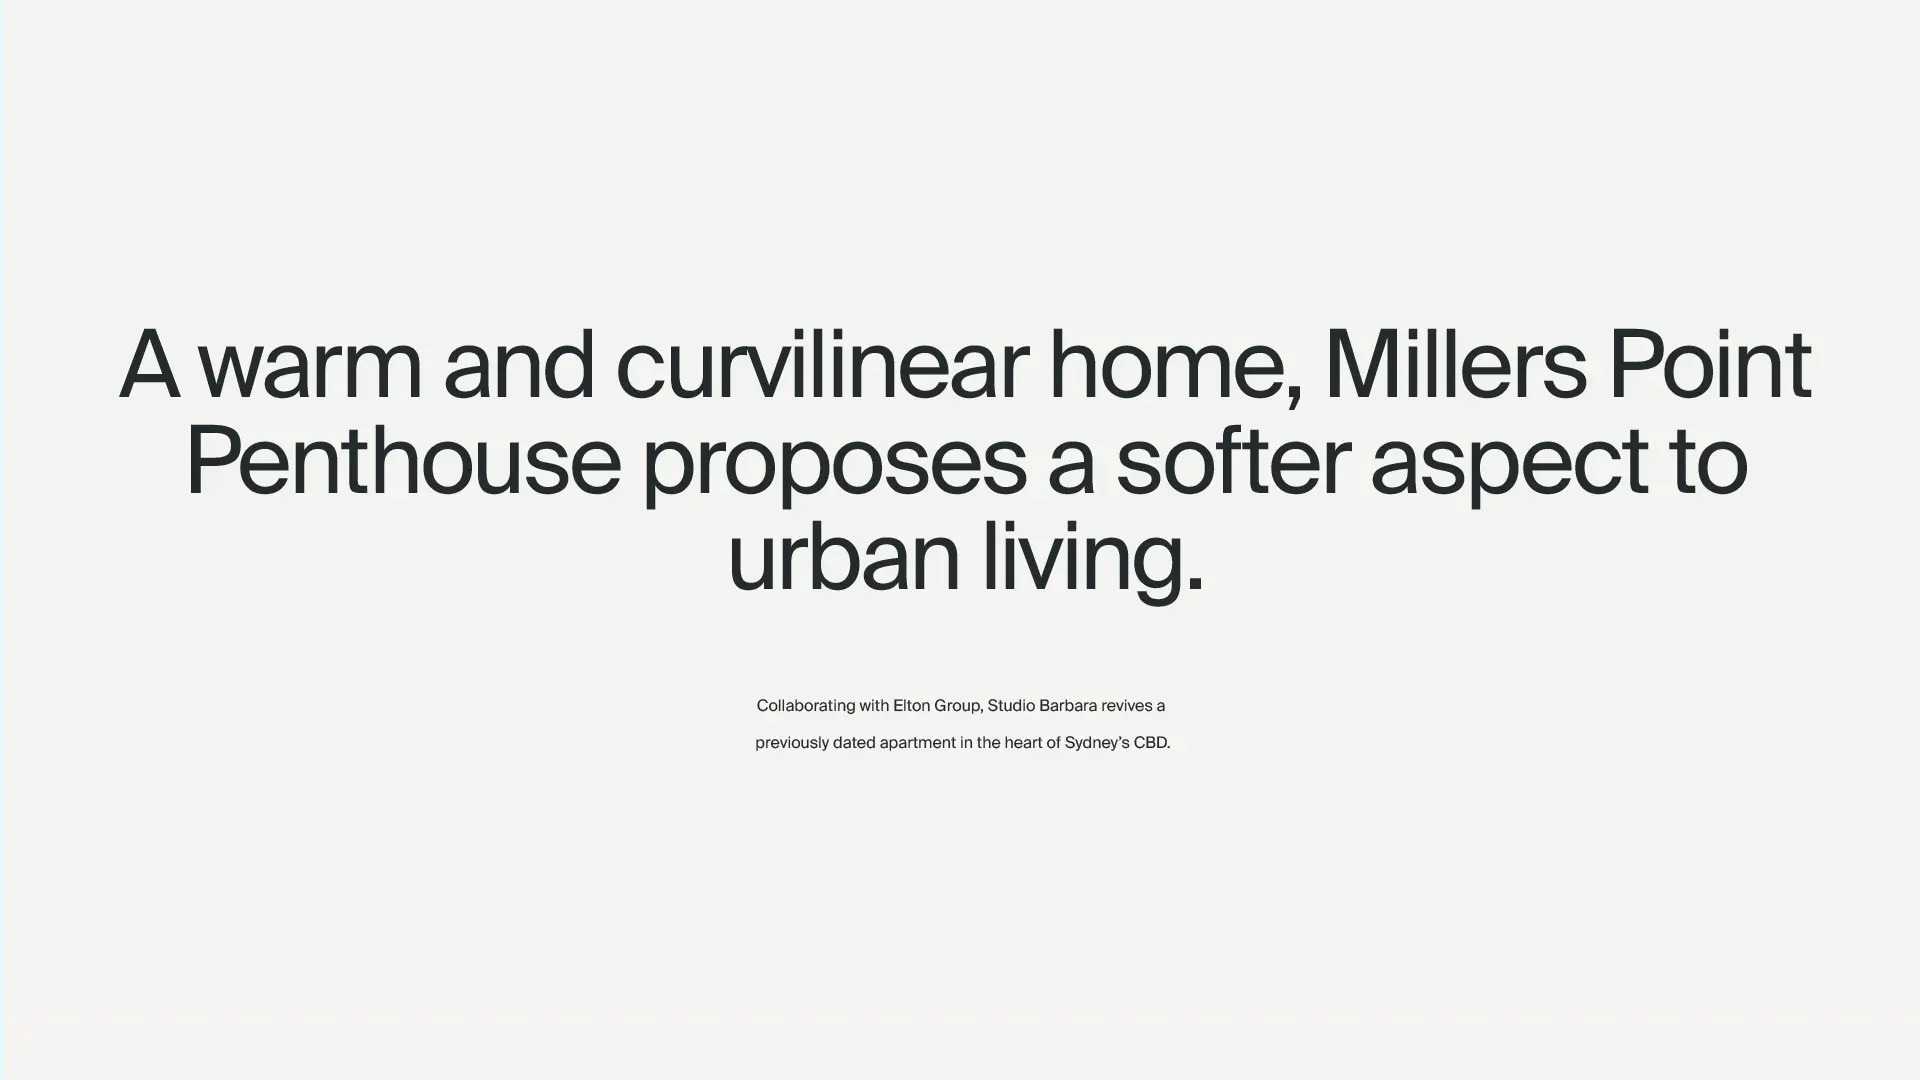 A warm and curvilinear home, Millers Point
Penthouse proposes a softer aspect to
urban living.
Collaborating with Elton Group, Studio Barbara revives a
previously dated apartment in the heart of Sydney’s CBD.